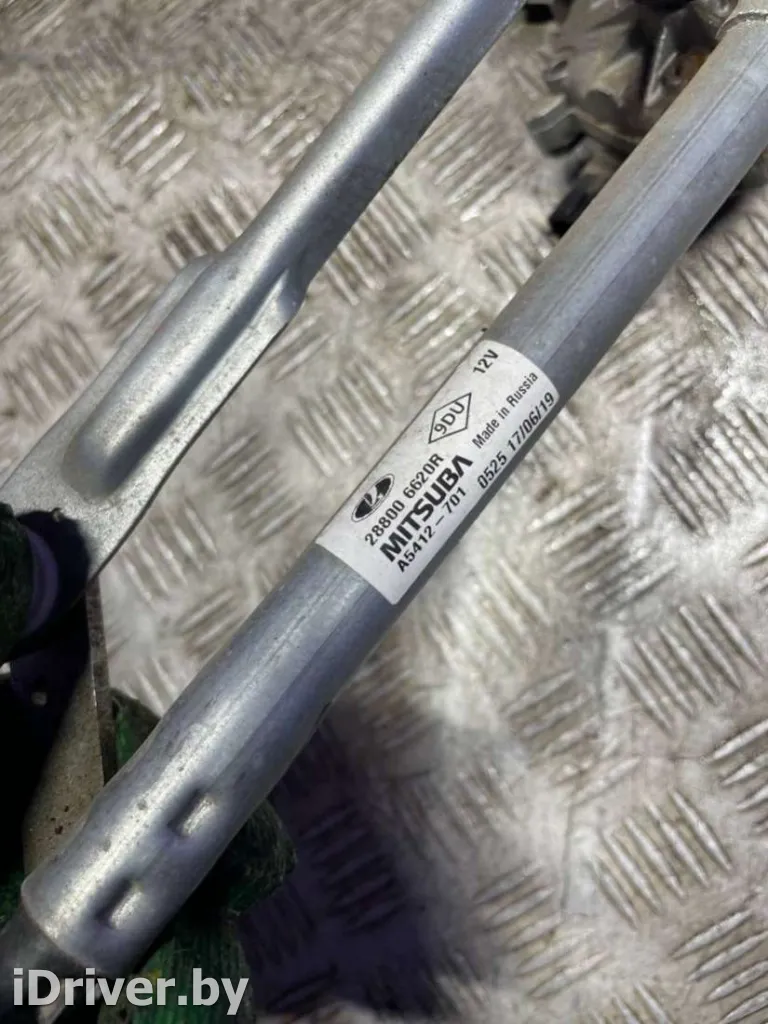 9DU 12V
28800 6620R
MITSUBA Made in Russia
A5412-701 0525 17/06/19
iDriver.by